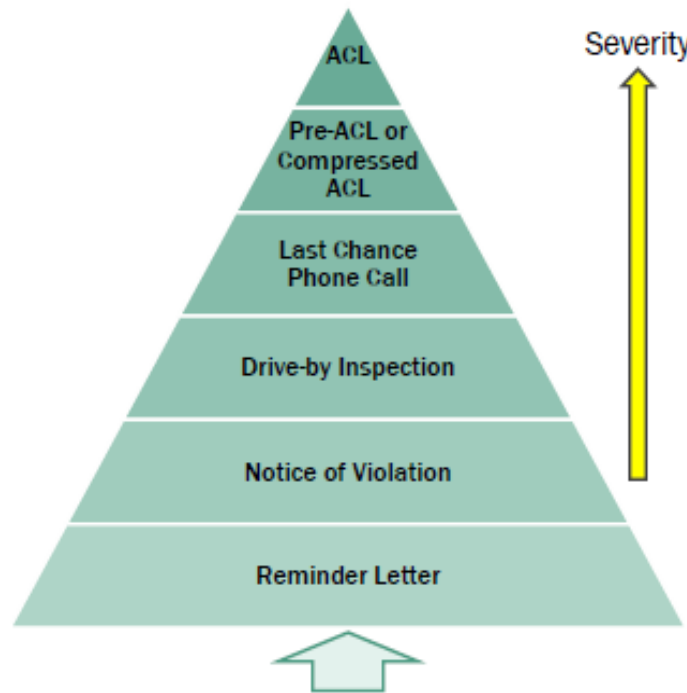 ACL
Severity
Pre-ACL or
Compressed
ACL
Last Chance
Phone Call
Drive-by Inspection
Notice of Violation
Reminder Letter